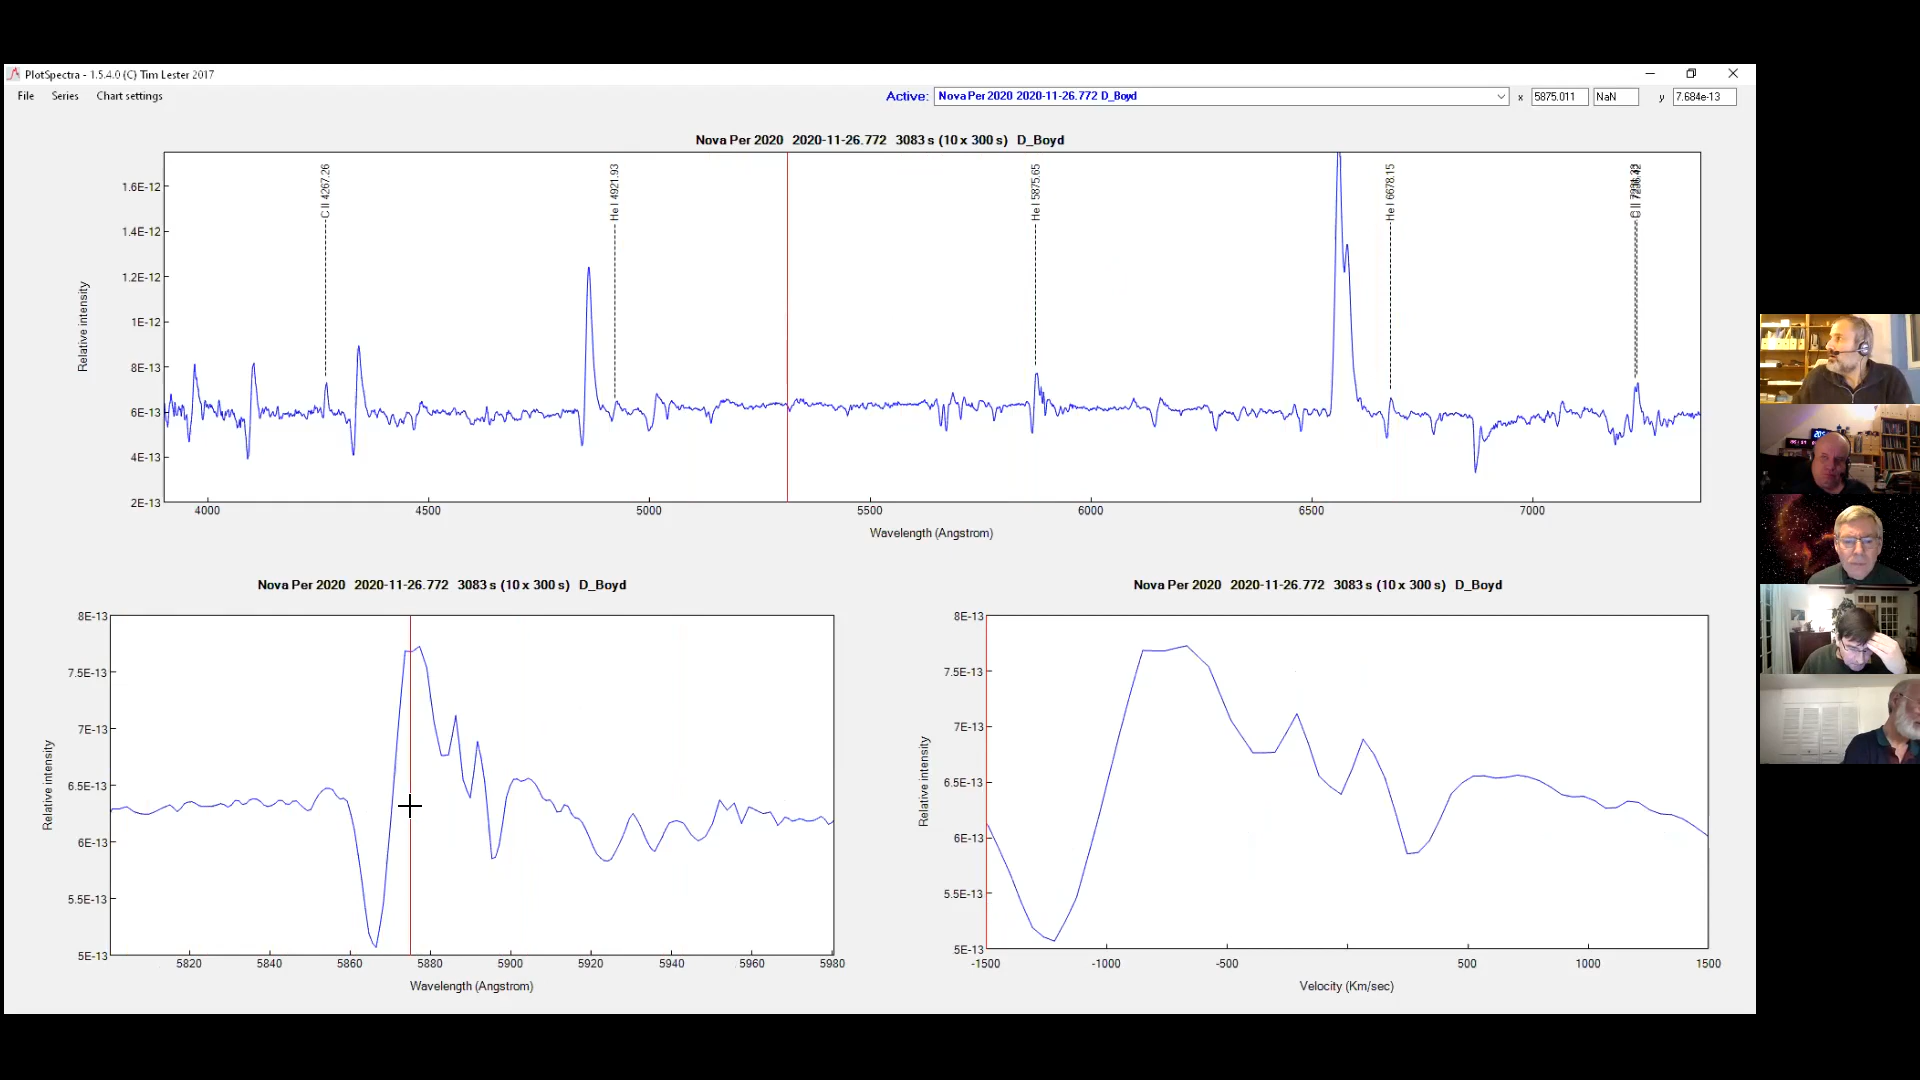 PlotSpectra - 1.5.4.0 (C) Tim Lester 2017
File Series Chart settings
Active: Nova Per 2020 2020-11-26.772 D_Boyd x 5875.011 NaN y 7.684e-13
Nova Per 2020 2020-11-26.772 3083 s (10 x 300 s) D_Boyd
C II 4267.26
He I 4921.93
He I 5875.65
He I 6678.15
Relative intensity
1.6E-12
1.4E-12
1.2E-12
1E-12
8E-13
6E-13
4E-13
2E-13
4000 4500 5000 5500 6000 6500 7000
Wavelength (Angstrom)
Nova Per 2020 2020-11-26.772 3083 s (10 x 300 s) D_Boyd
Relative intensity
8E-13
7.5E-13
7E-13
6.5E-13
6E-13
5.5E-13
5E-13
5820 5840 5860 5880 5900 5920 5940 5960 5980
Wavelength (Angstrom)
Nova Per 2020 2020-11-26.772 3083 s (10 x 300 s) D_Boyd
Relative intensity
8E-13
7.5E-13
7E-13
6.5E-13
6E-13
5.5E-13
5E-13
-1500 -1000 -500 500 1000 1500
Velocity (Km/sec)